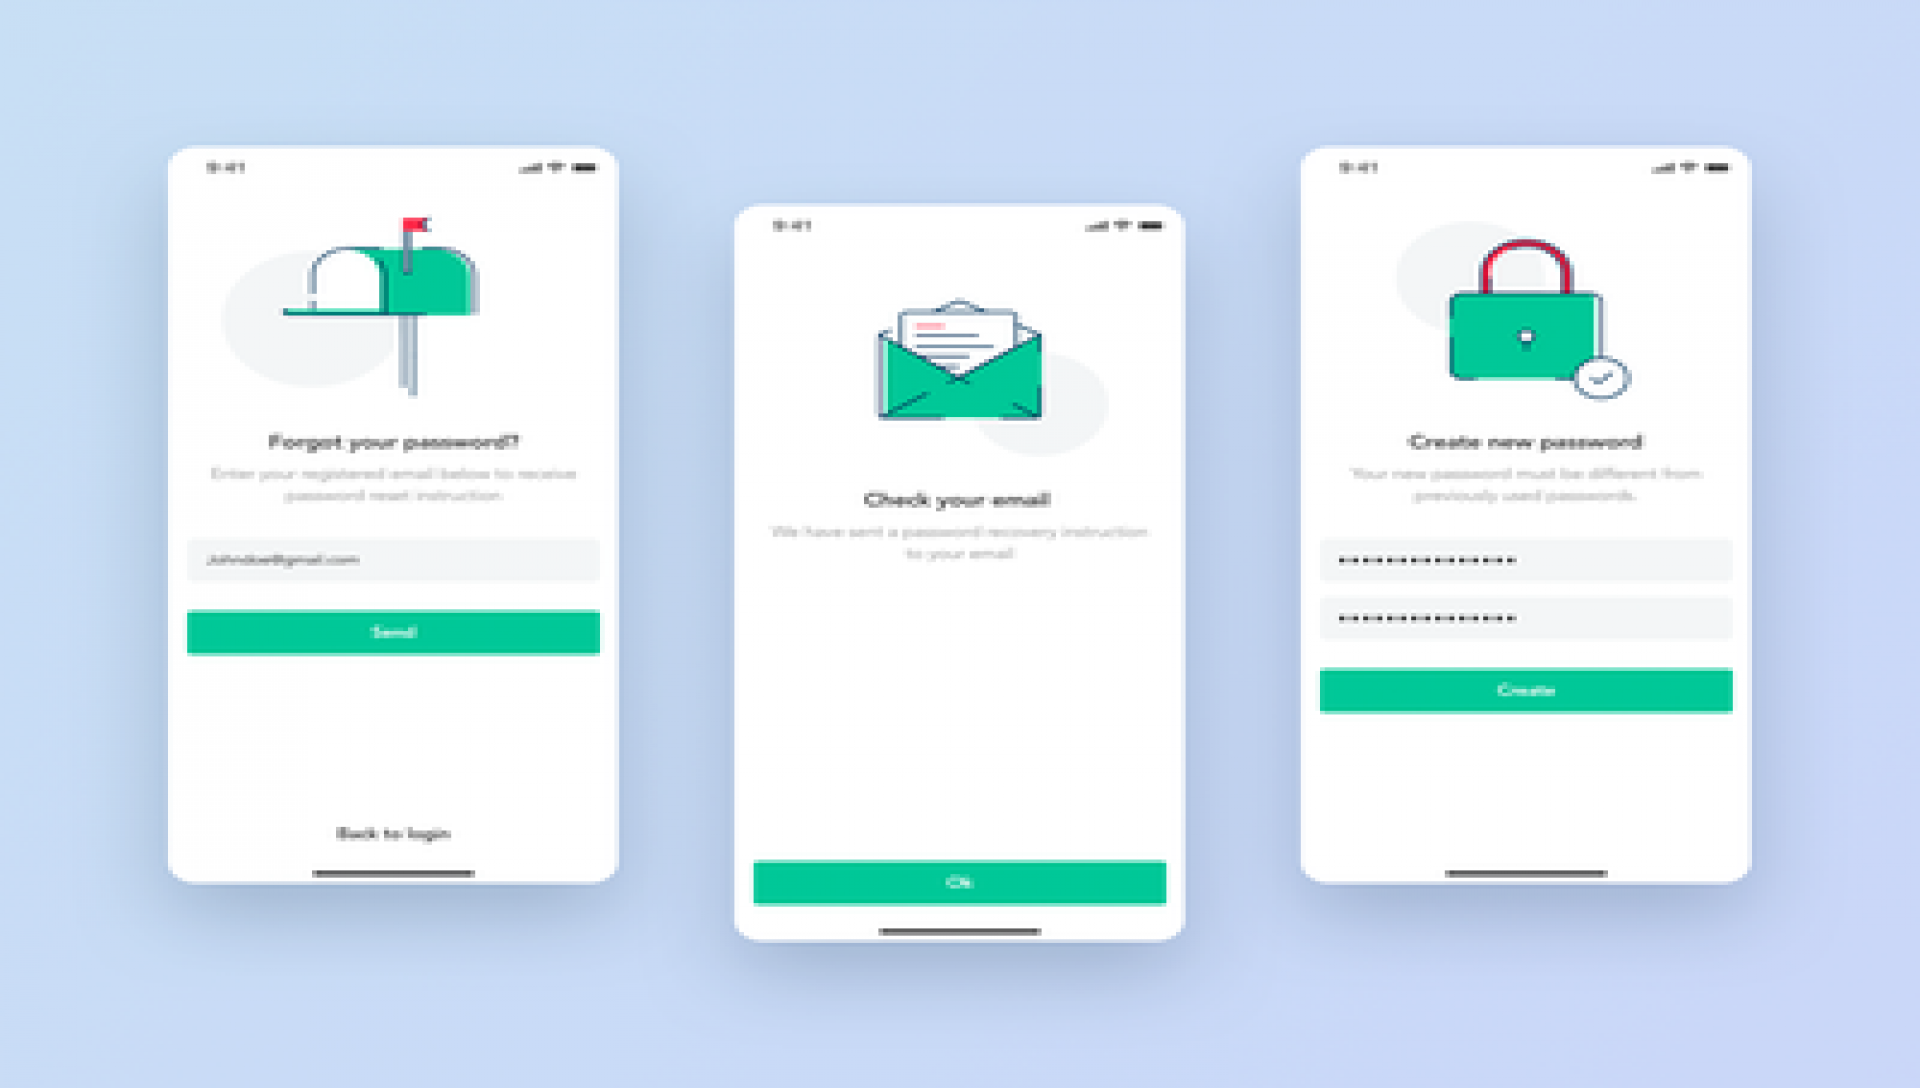 9:41
Forgot your password?
Enter your registered email below to receive
password reset instruction
Johndoe@gmail.com
Send
Back to login
9:41
Check your email
We have sent a password recovery instruction
to your email
Ok
9:41
Create new password
Your new password must be different from
previously used passwords.
Create